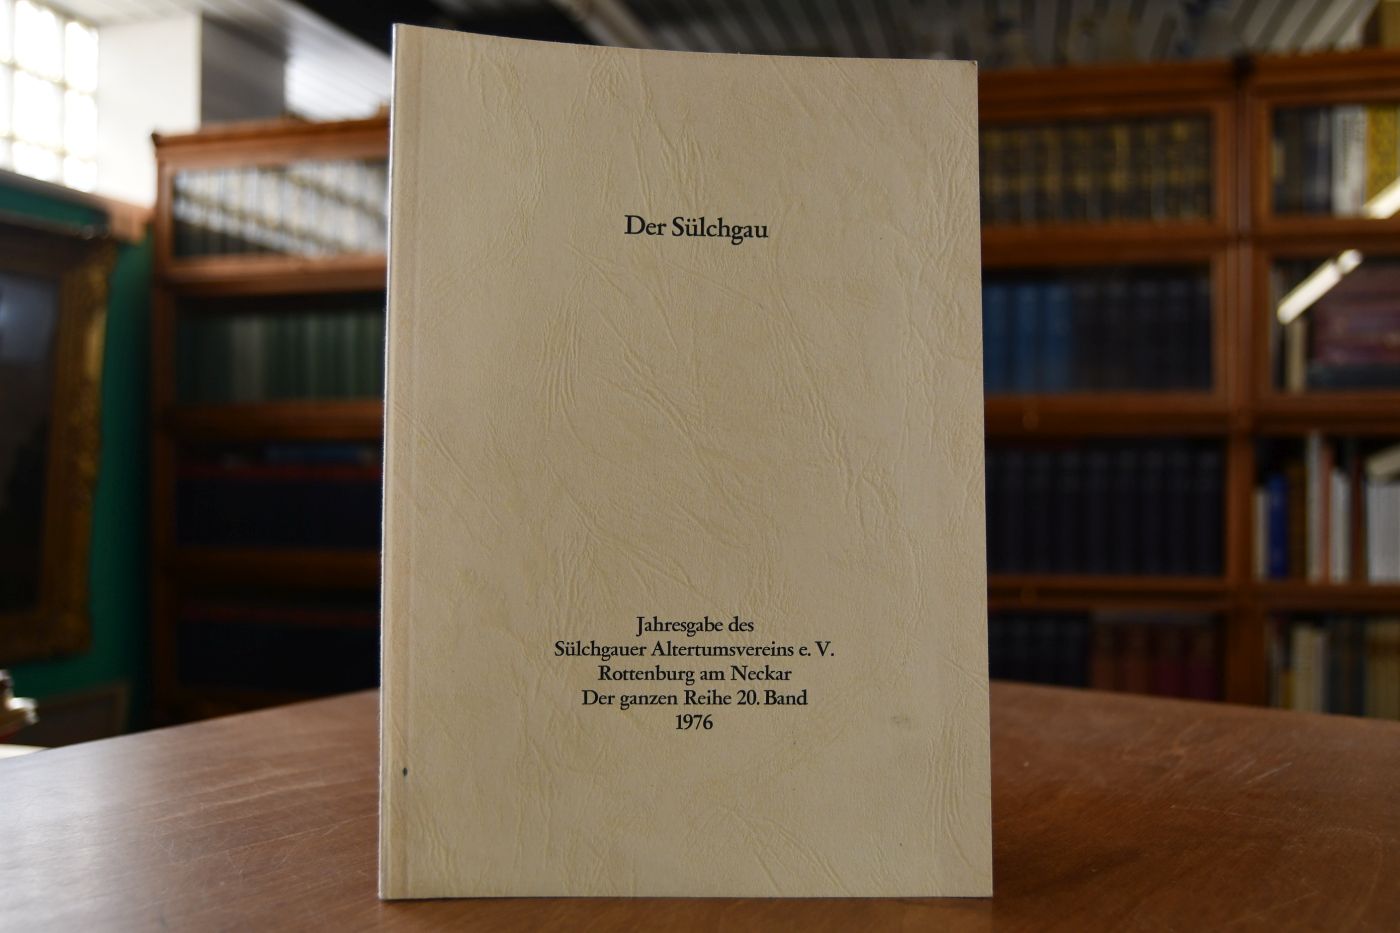 Der Sülchgau
Jahresgabe des
Sülchgauer Altertumsvereins e. V.
Rottenburg am Neckar
Der ganzen Reihe 20. Band
1976